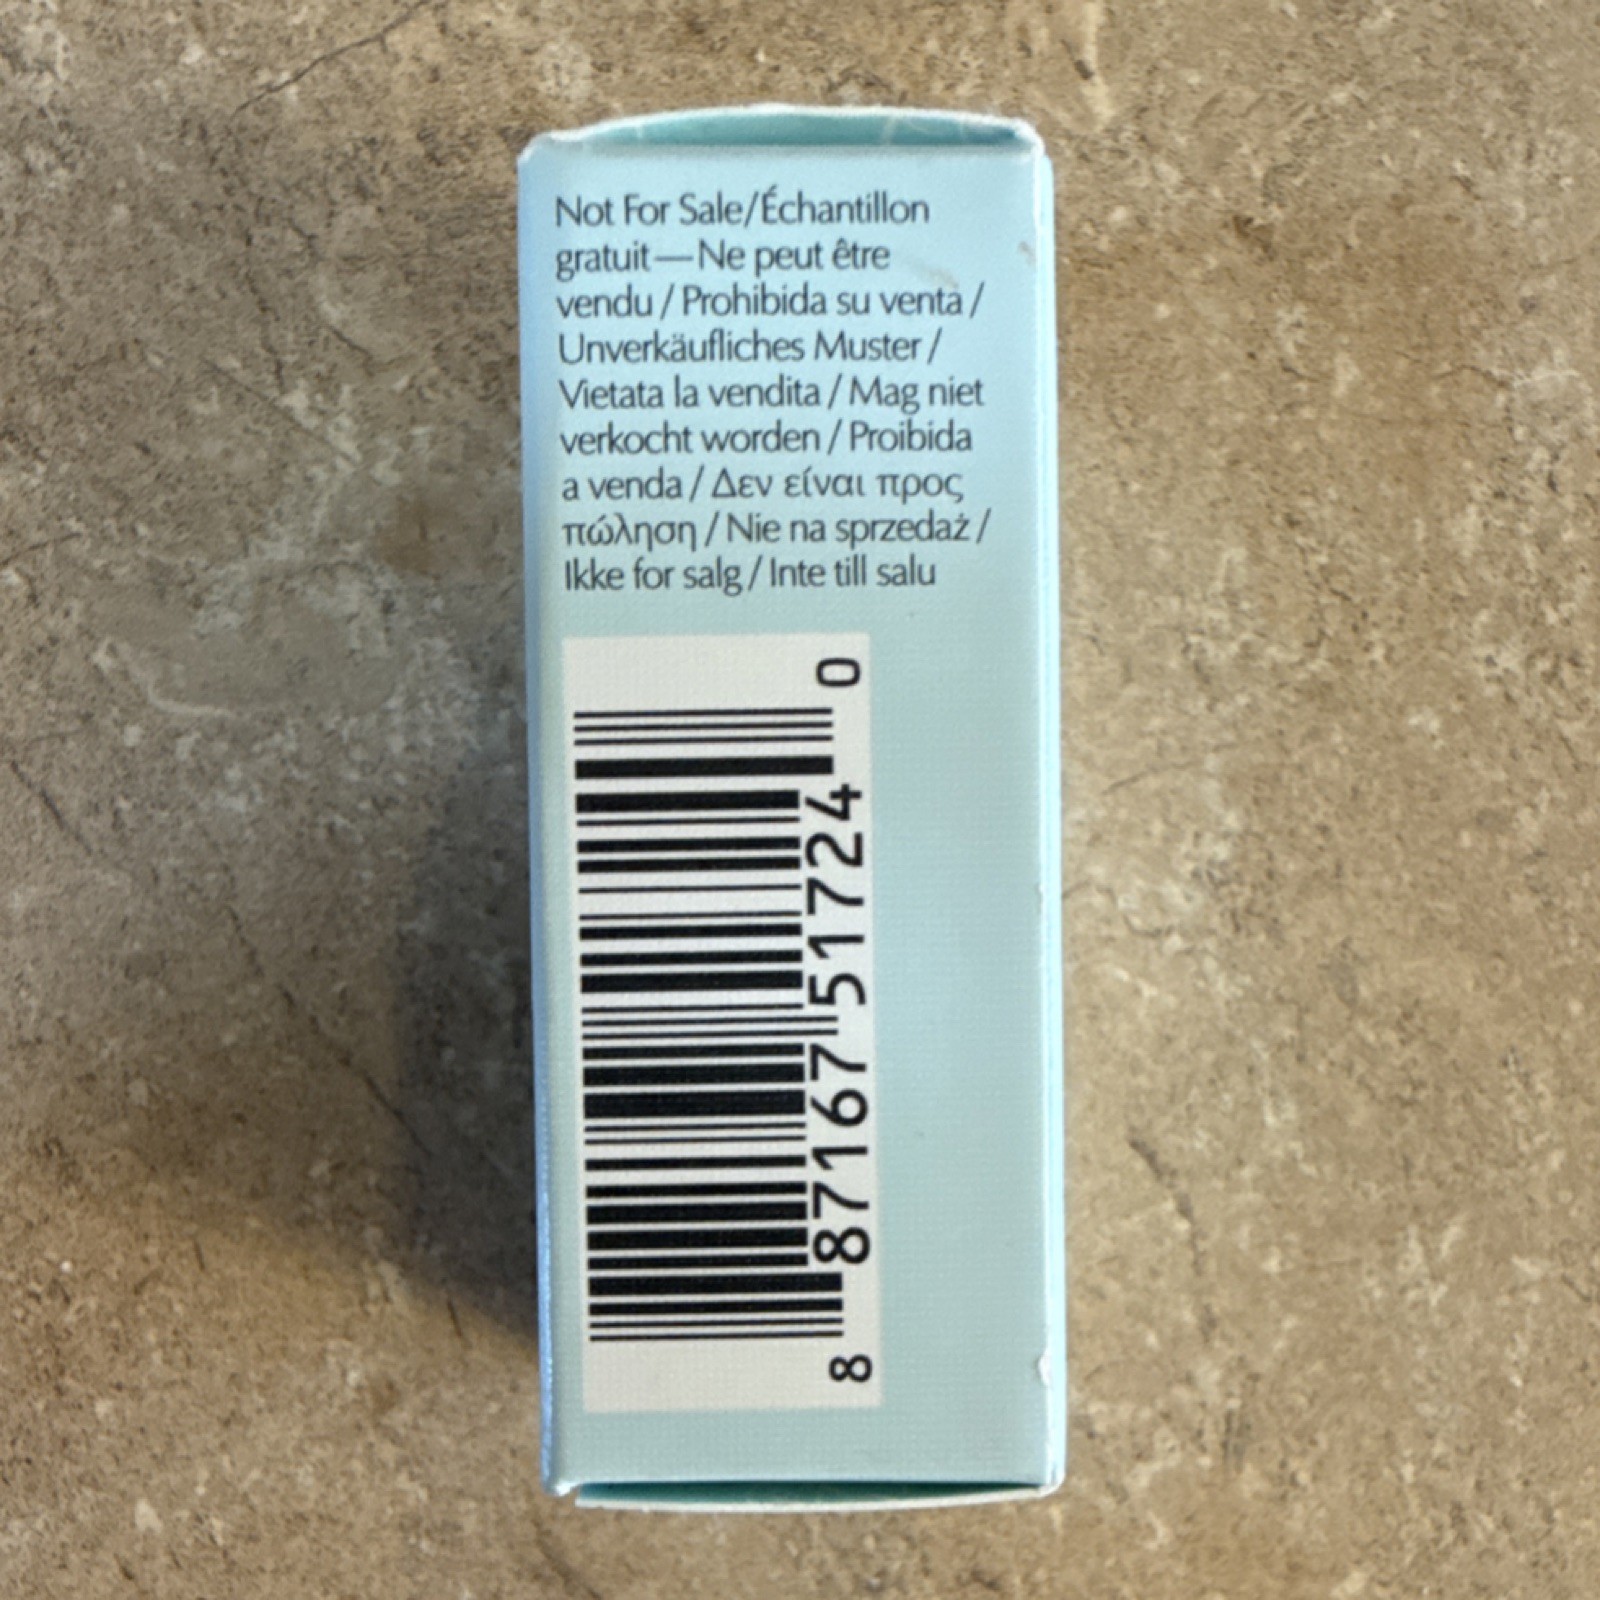 Not For Sale/Échantillon
gratuit—Ne peut être
vendu / Prohibida su venta /
Unverkäufliches Muster /
Vietata la vendita / Mag niet
verkocht worden / Proibida
a venda / Δεν είναι προς
πώληση / Nie na sprzedaż /
Ikke for salg / Inte till salu
8 87167 51724 0